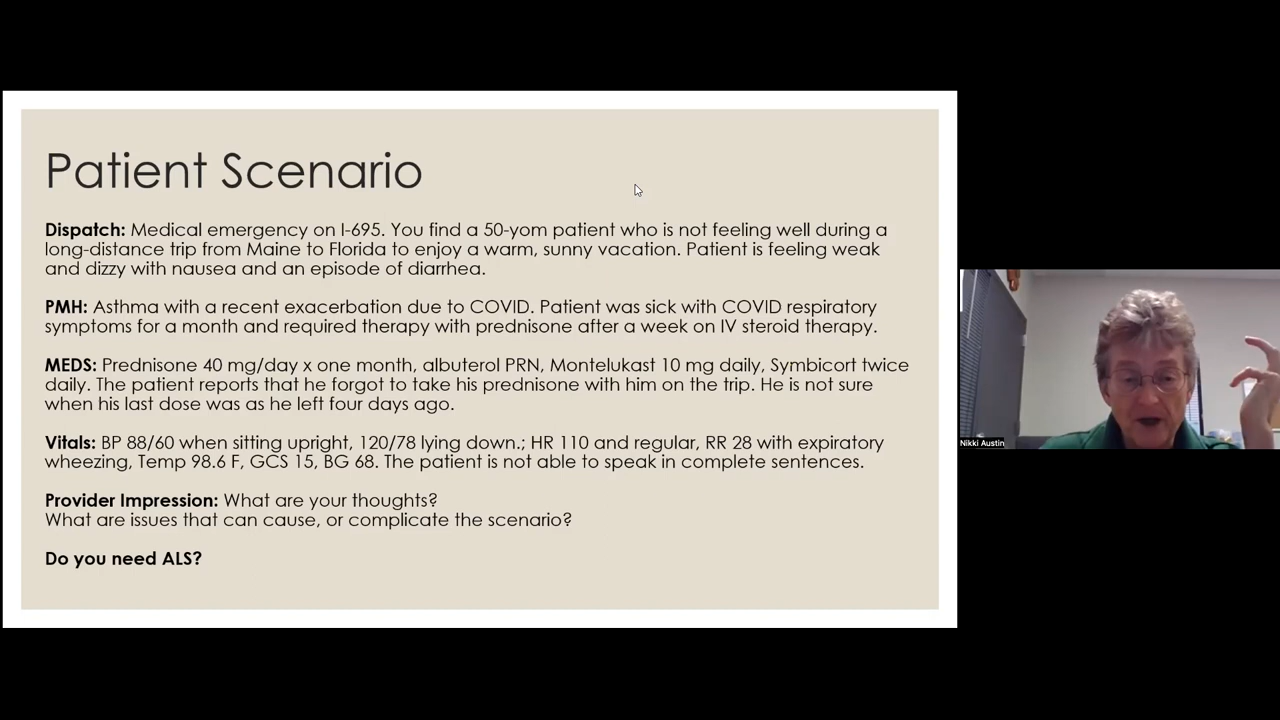 Patient Scenario
Dispatch: Medical emergency on I-695. You find a 50-yom patient who is not feeling well during a
long-distance trip from Maine to Florida to enjoy a warm, sunny vacation. Patient is feeling weak
and dizzy with nausea and an episode of diarrhea.
PMH: Asthma with a recent exacerbation due to COVID. Patient was sick with COVID respiratory
symptoms for a month and required therapy with prednisone after a week on IV steroid therapy.
MEDS: Prednisone 40 mg/day x one month, albuterol PRN, Montelukast 10 mg daily, Symbicort twice
daily. The patient reports that he forgot to take his prednisone with him on the trip. He is not sure
when his last dose was as he left four days ago.
Vitals: BP 88/60 when sitting upright, 120/78 lying down.; HR 110 and regular, RR 28 with expiratory
wheezing, Temp 98.6 F, GCS 15, BG 68. The patient is not able to speak in complete sentences.
Provider Impression: What are your thoughts?
What are issues that can cause, or complicate the scenario?
Do you need ALS?
Nikki Austin